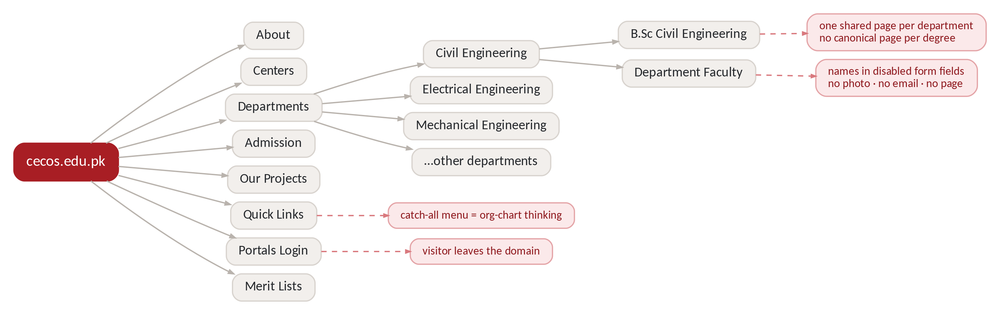 cecos.edu.pk
About
Centers
Departments
Admission
Our Projects
Quick Links
Portals Login
Merit Lists
Civil Engineering
Electrical Engineering
Mechanical Engineering
...other departments
catch-all menu = org-chart thinking
visitor leaves the domain
B.Sc Civil Engineering
Department Faculty
one shared page per department
no canonical page per degree
names in disabled form fields
no photo · no email · no page